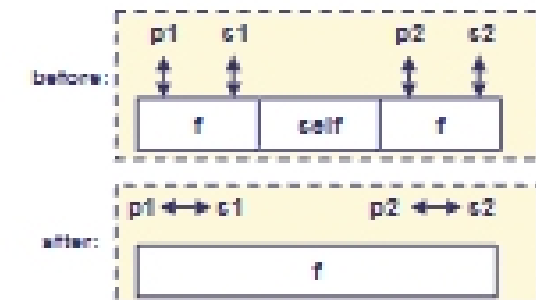 p1 s1 p2 s2
before:
f self f
p1 s1 p2 s2
after:
f